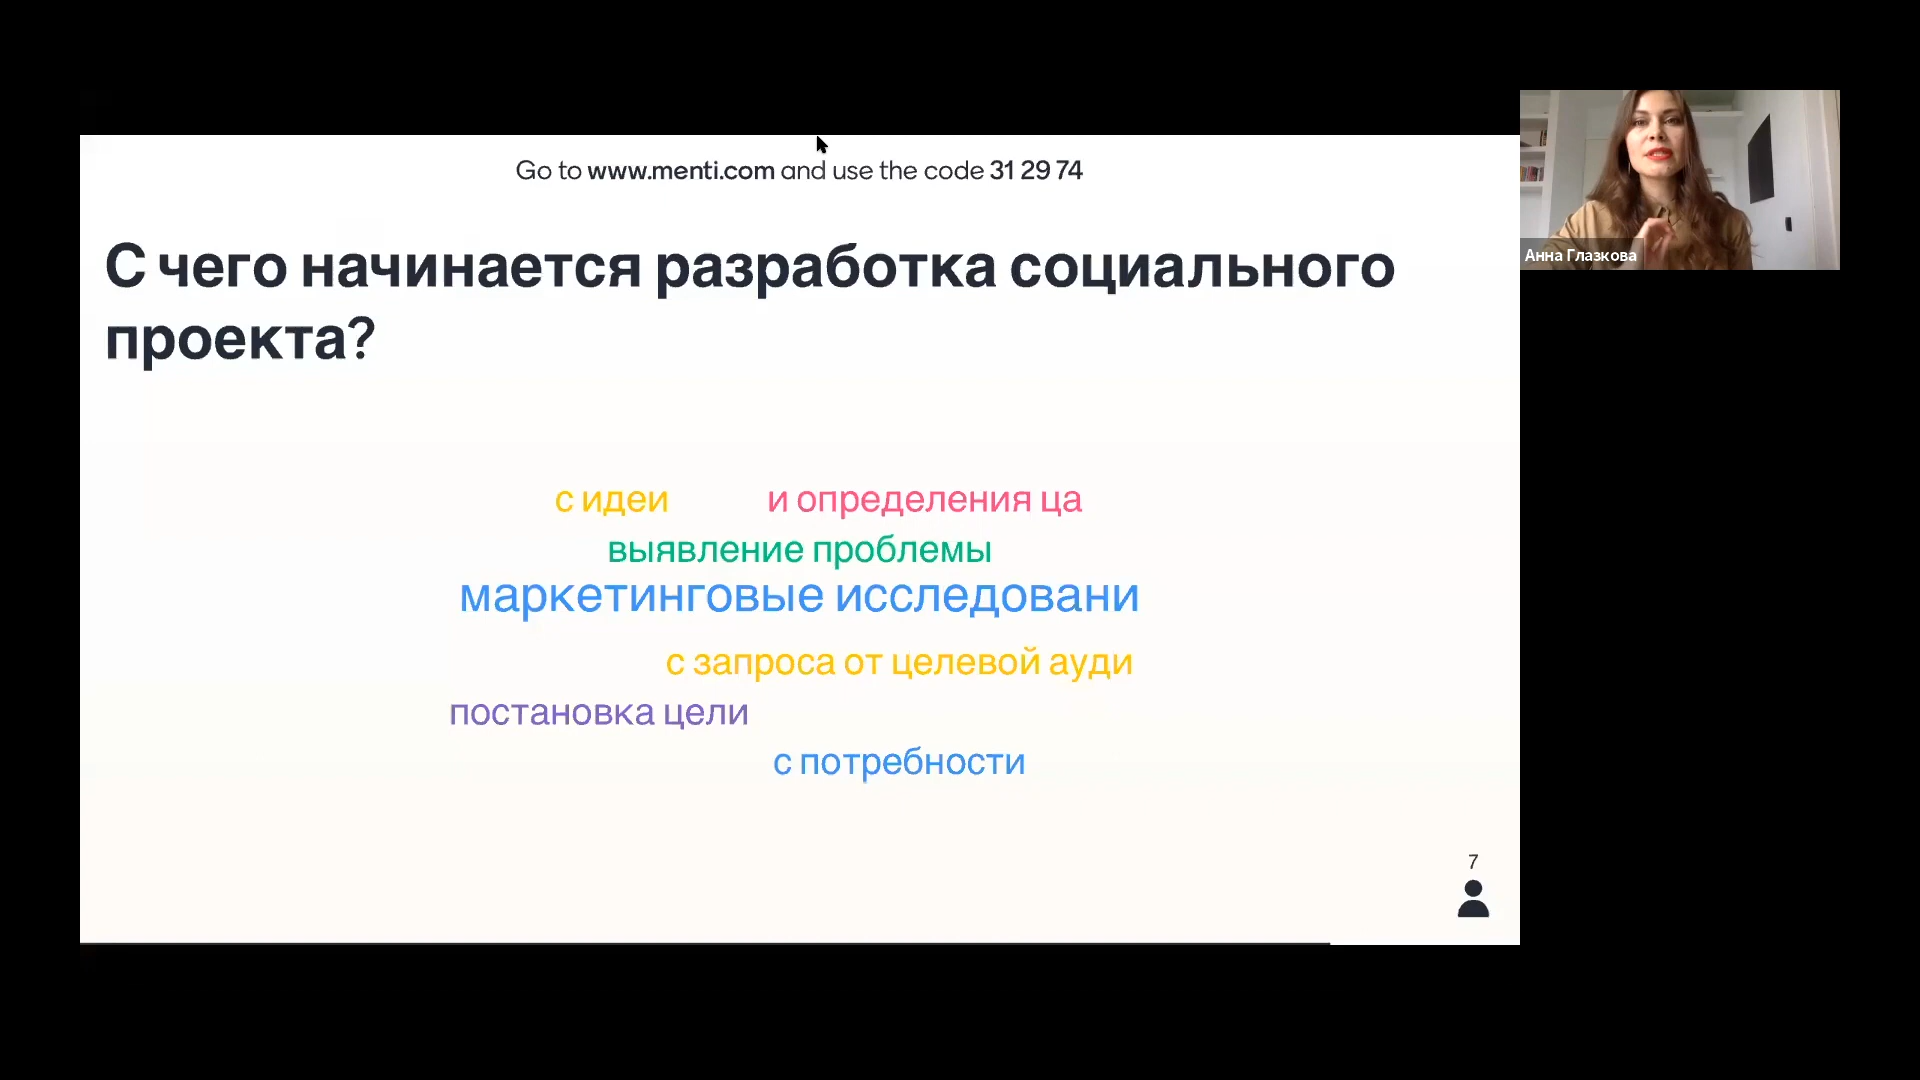 Go to www.menti.com and use the code 31 29 74
С чего начинается разработка социального
проекта?
с идеи
и определения ца
выявление проблемы
маркетинговые исследовани
с запроса от целевой ауди
постановка цели
с потребности
7
Анна Глазкова